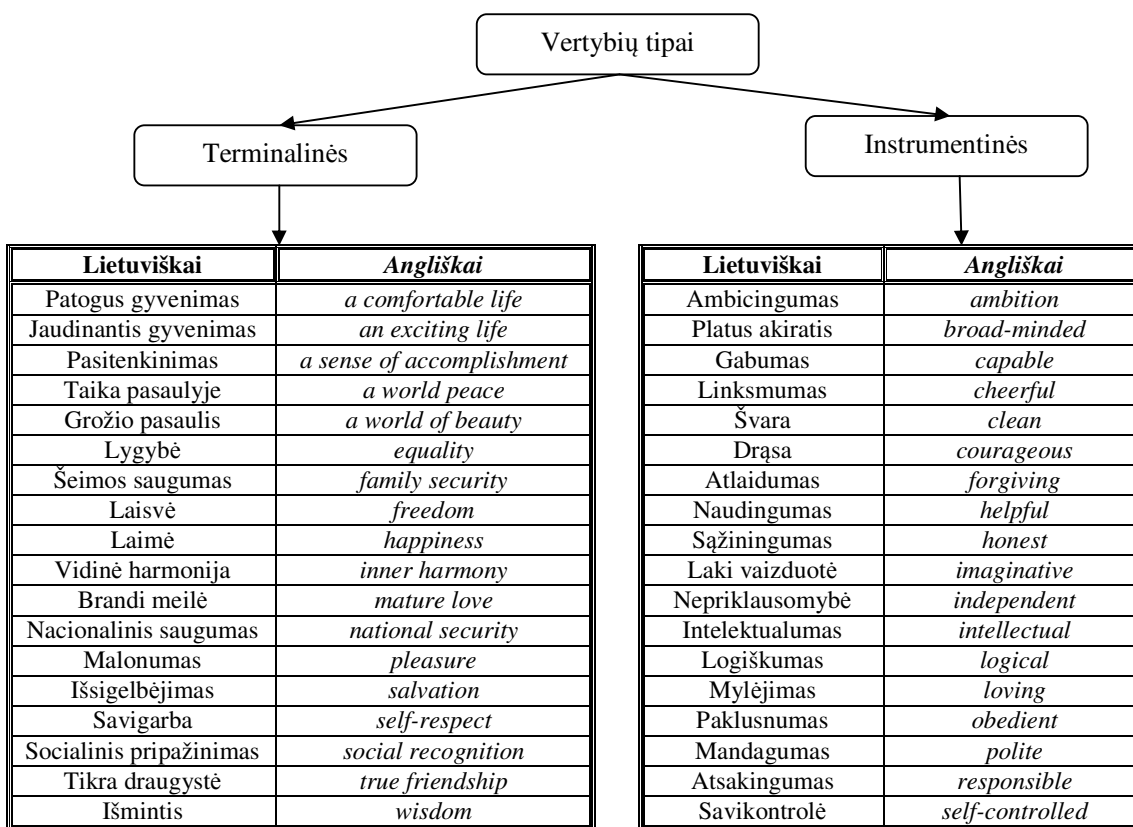 Vertybių tipai
Terminalinės
Instrumentinės
Lietuviškai Angliškai
Patogus gyvenimas a comfortable life
Jaudinantis gyvenimas an exciting life
Pasitenkinimas a sense of accomplishment
Taika pasaulyje a world peace
Grožio pasaulis a world of beauty
Lygybė equality
Šeimos saugumas family security
Laisvė freedom
Laimė happiness
Vidinė harmonija inner harmony
Brandi meilė mature love
Nacionalinis saugumas national security
Malonumas pleasure
Išsigelbėjimas salvation
Savigarba self-respect
Socialinis pripažinimas social recognition
Tikra draugystė true friendship
Išmintis wisdom
Lietuviškai Angliškai
Ambicingumas ambition
Platus akiratis broad-minded
Gabumas capable
Linksmumas cheerful
Švara clean
Drąsa courageous
Atlaidumas forgiving
Naudingumas helpful
Sąžiningumas honest
Laki vaizduotė imaginative
Nepriklausomybė independent
Intelektualumas intellectual
Logiškumas logical
Mylėjimas loving
Paklusnumas obedient
Mandagumas polite
Atsakingumas responsible
Savikontrolė self-controlled